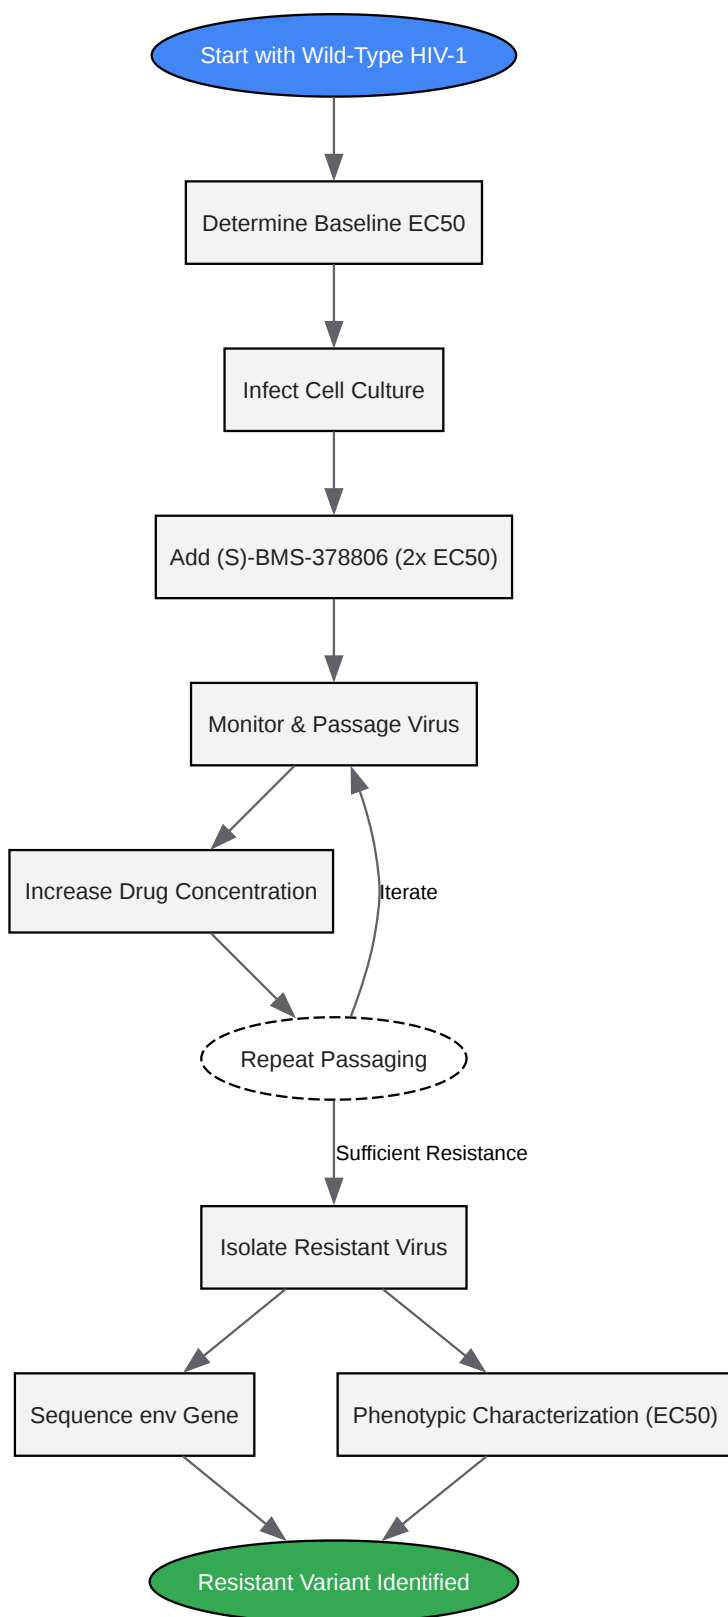 Start with Wild-Type HIV-1
Determine Baseline EC50
Infect Cell Culture
Add (S)-BMS-378806 (2x EC50)
Monitor & Passage Virus
Increase Drug Concentration
Iterate
Repeat Passaging
Sufficient Resistance
Isolate Resistant Virus
Sequence env Gene
Phenotypic Characterization (EC50)
Resistant Variant Identified